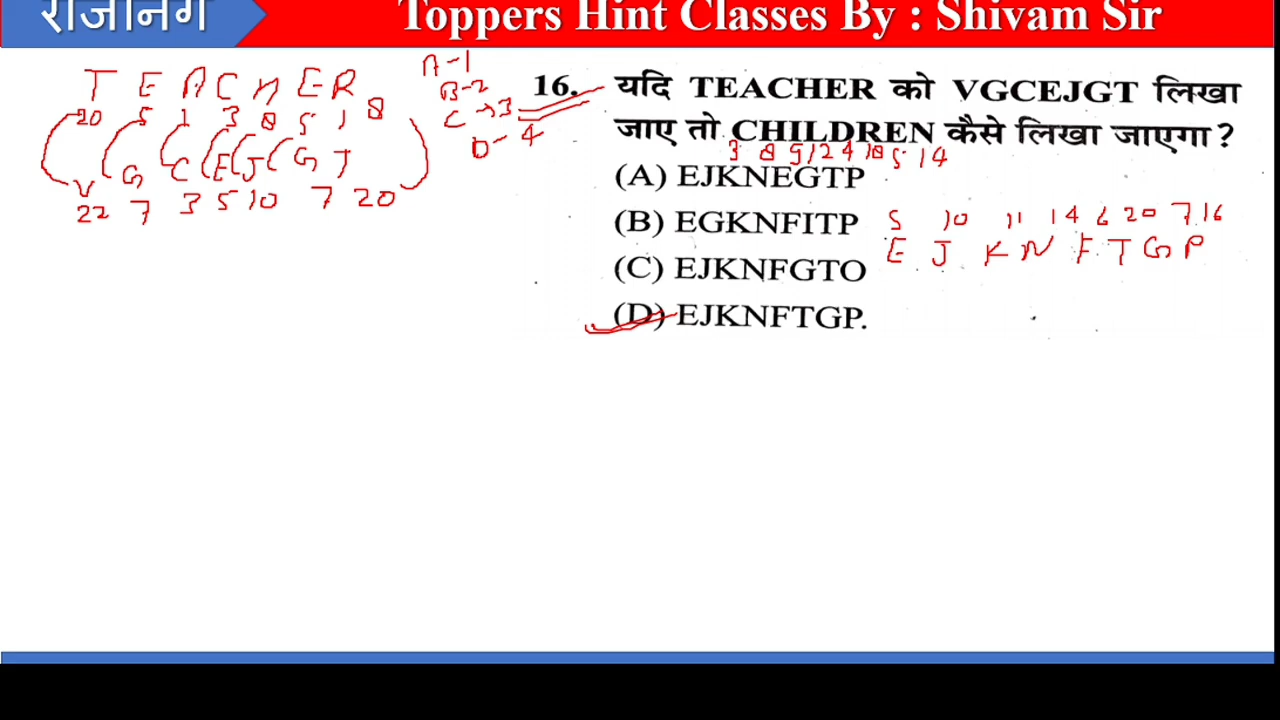 रीजनिंग
Toppers Hint Classes By : Shivam Sir
T E A C H E R
20 5 1 3 8 5 1 8
V G C E J G T
22 7 3 5 10 7 20
A-1
B-2
C → 3
D- 4
16. यदि TEACHER को VGCEJGT लिखा
जाए तो CHILDREN कैसे लिखा जाएगा ?
3 8 9 12 4 18 5 14
(A) EJKNEGTP
(B) EGKNFITP
(C) EJKNFGTO
(D) EJKNFTGP.
5 10 11 14 6 20 7 16
E J K N F T G P